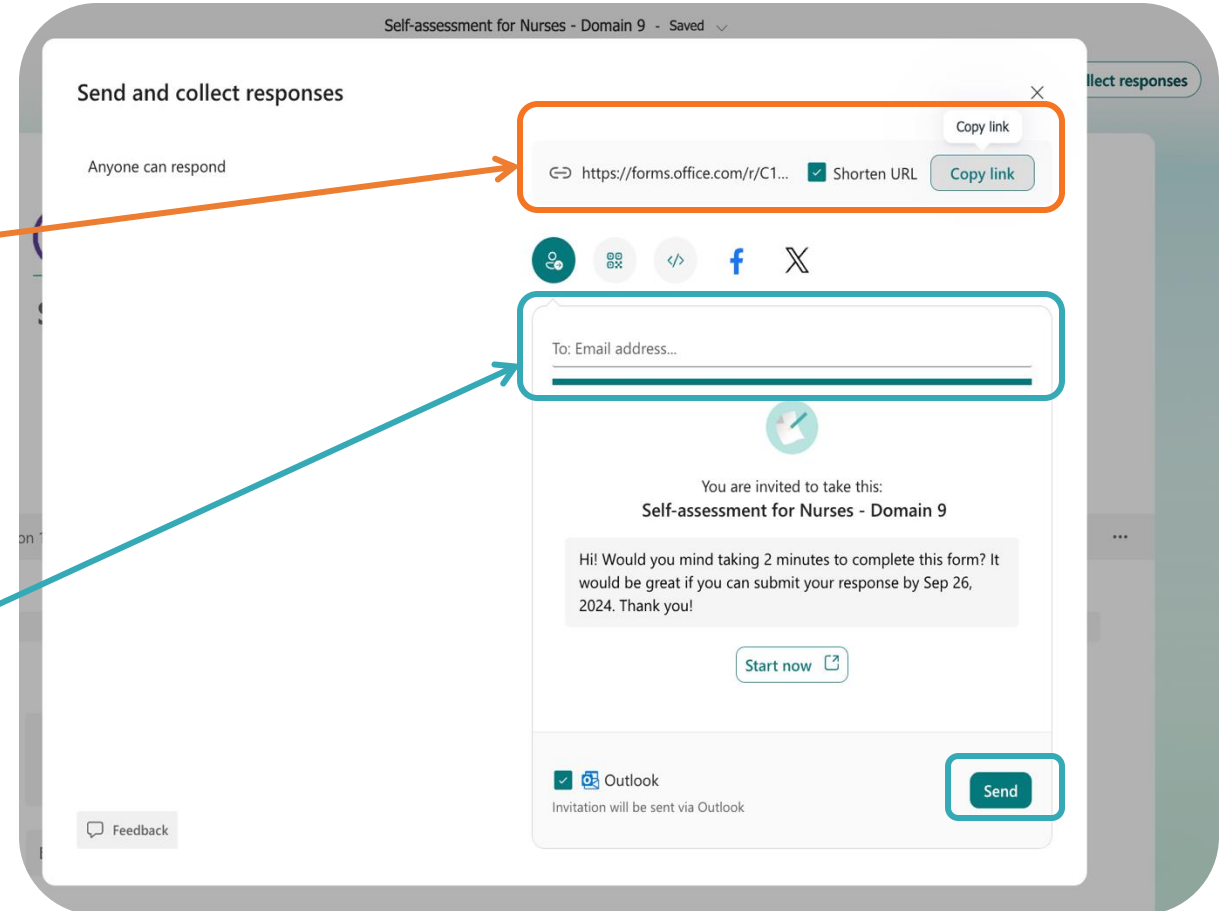 Self-assessment for Nurses - Domain 9 - Saved
Send and collect responses
llect responses
Copy link
Anyone can respond
https://forms.office.com/r/C1...
Shorten URL
Copy link
To: Email address...
You are invited to take this:
Self-assessment for Nurses - Domain 9
on 1
Hi! Would you mind taking 2 minutes to complete this form? It
would be great if you can submit your response by Sep 26,
2024. Thank you!
Start now
Outlook
Invitation will be sent via Outlook
Send
Feedback